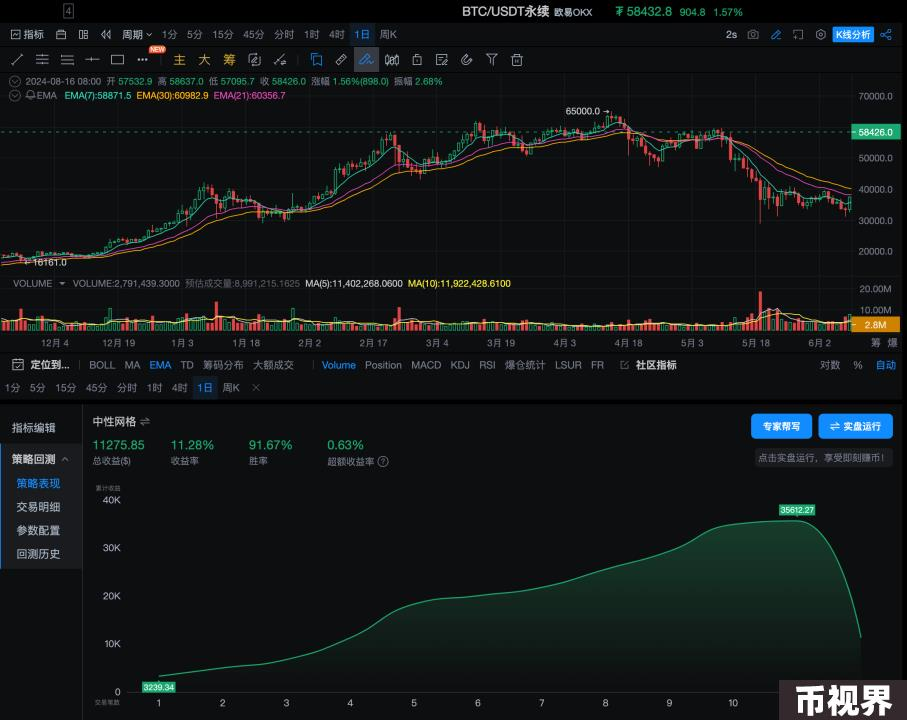 4
BTC/USDT永续 欧易OKX ₮58432.8 904.8 1.57%
指标 周期 1分 5分 15分 45分 分时 1时 4时 1日 周K 2s K线分析
NEW
主 大 筹
2024-08-16 08:00 开 57532.9 高 58637.0 低 57095.7 收 58426.0 涨幅 1.56%(898.0) 振幅 2.68%
EMA EMA(7):58871.5 EMA(30):60982.9 EMA(21):60356.7
70000.0
65000.0
58426.0
50000.0
40000.0
30000.0
20000.0
16161.0
VOLUME VOLUME:2,791,439.3000 预估成交量:8,991,215.1625 MA(5):11,402,268.0600 MA(10):11,922,428.6100
20.00M
10.00M
2.8M
12月 4 12月 19 1月 3 1月 18 2月 2 2月 17 3月 4 3月 19 4月 3 4月 18 5月 3 5月 18 6月 2 筹 爆
定位到... BOLL MA EMA TD 筹码分布 大额成交 Volume Position MACD KDJ RSI 爆仓统计 LSUR FR 社区指标 对数 % 自动
1分 5分 15分 45分 分时 1时 4时 1日 周K
指标编辑
策略回测
策略表现
交易明细
参数配置
回测历史
中性网格
专家帮写 实盘运行
11275.85 11.28% 91.67% 0.63%
总收益($) 收益率 胜率 超额收益率
点击实盘运行，享受即刻赚币！
累计收益
40K
30K
20K
10K
0
35612.27
3239.34
交易笔数 1 2 3 4 5 6 7 8 9 10
币视界